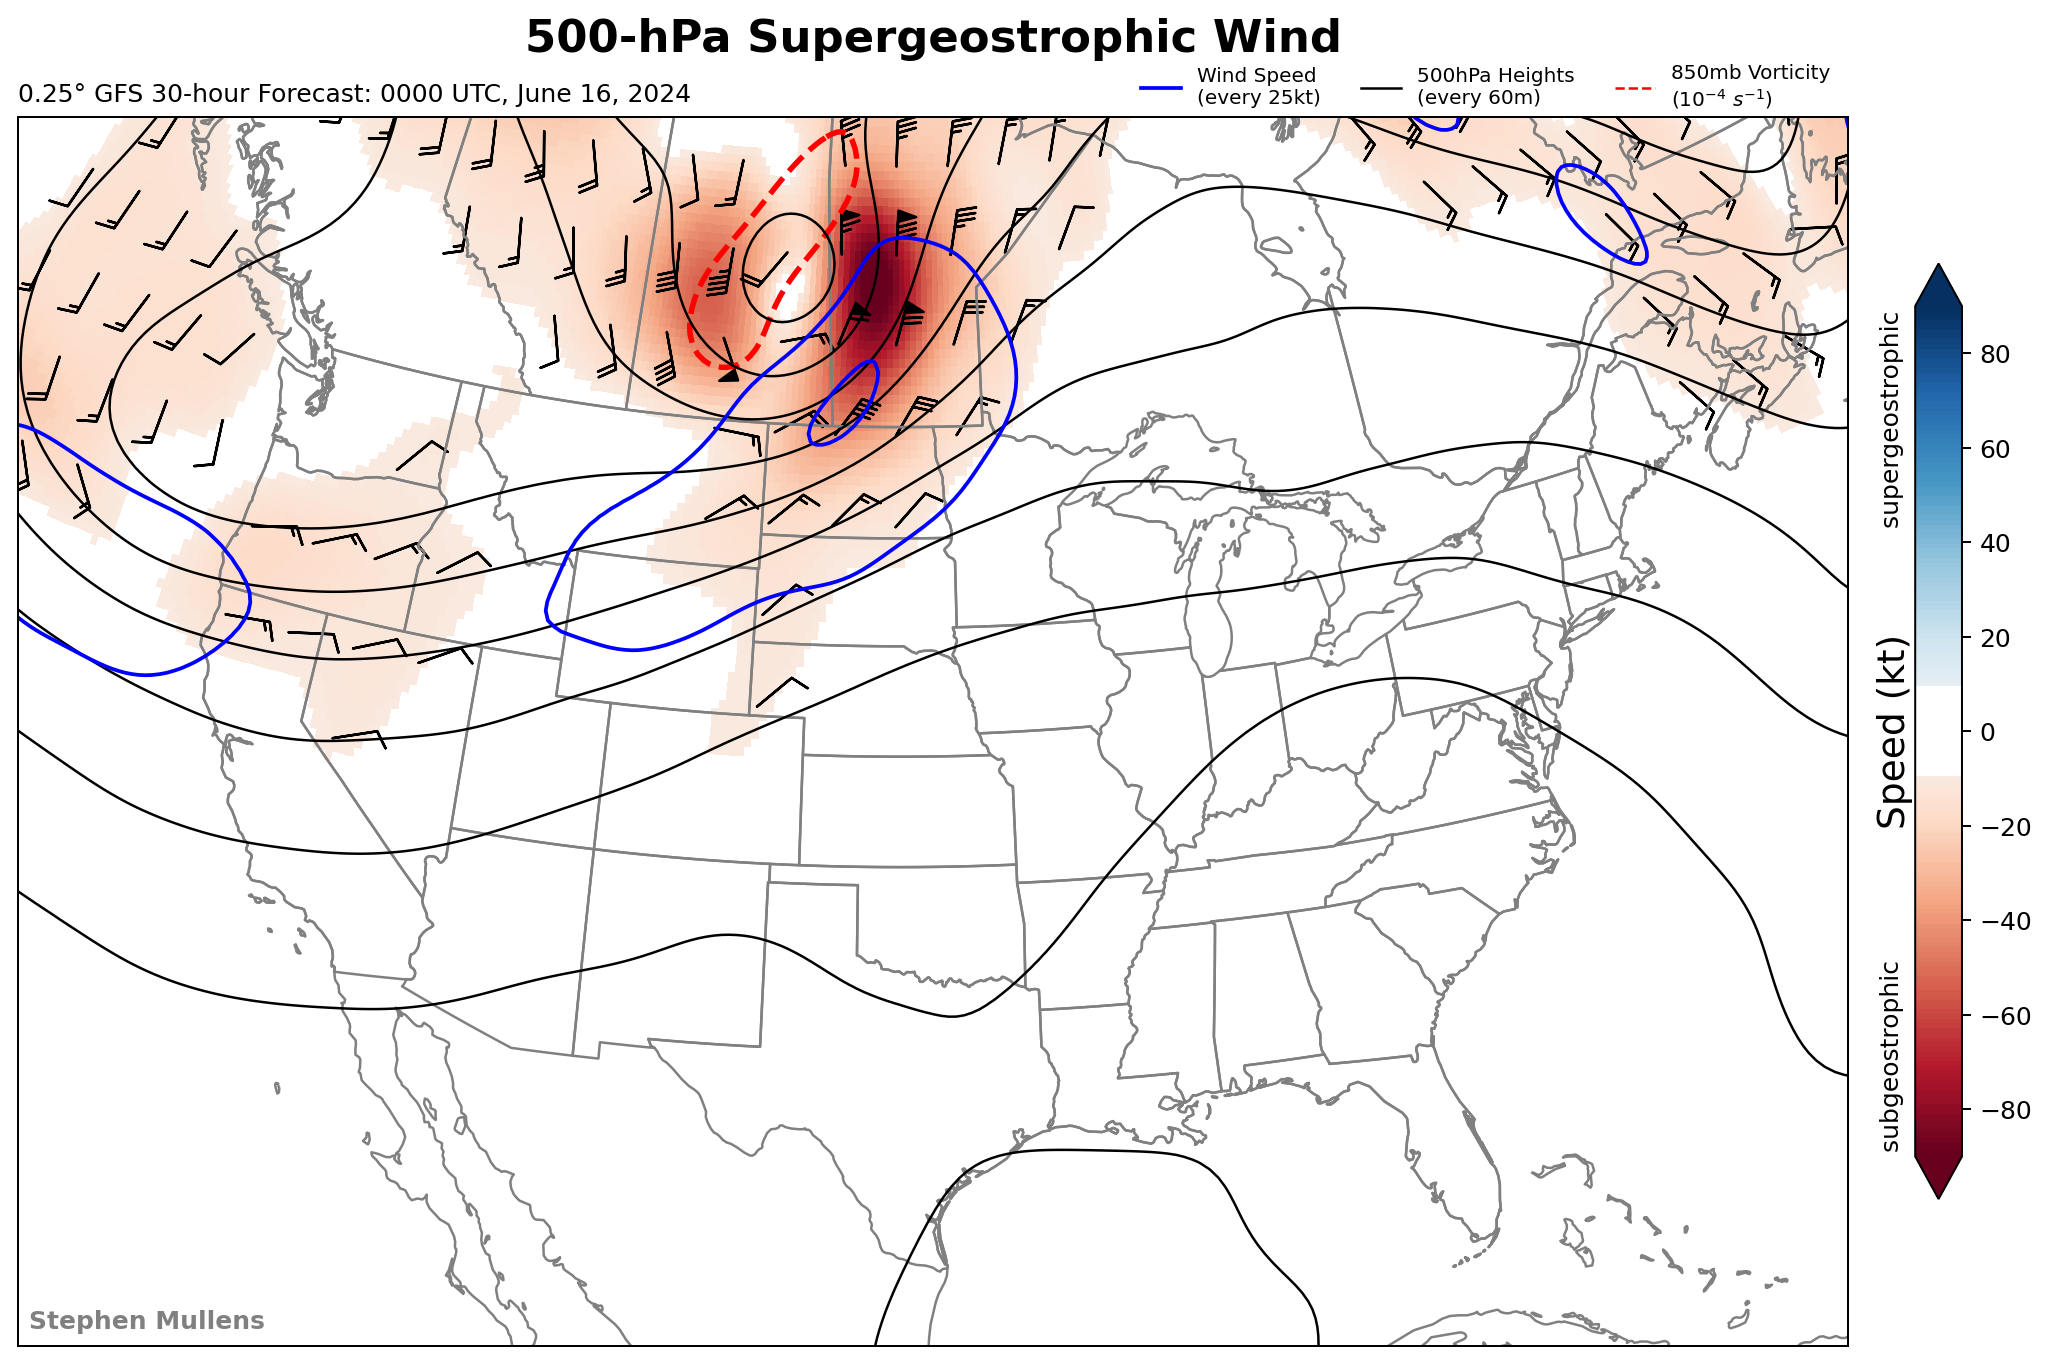 500-hPa Supergeostrophic Wind
0.25° GFS 30-hour Forecast: 0000 UTC, June 16, 2024
Wind Speed
(every 25kt)
500hPa Heights
(every 60m)
850mb Vorticity
(10⁻⁴ s⁻¹)
supergeostrophic
Speed (kt)
subgeostrophic
80
60
40
20
0
−20
−40
−60
−80
Stephen Mullens